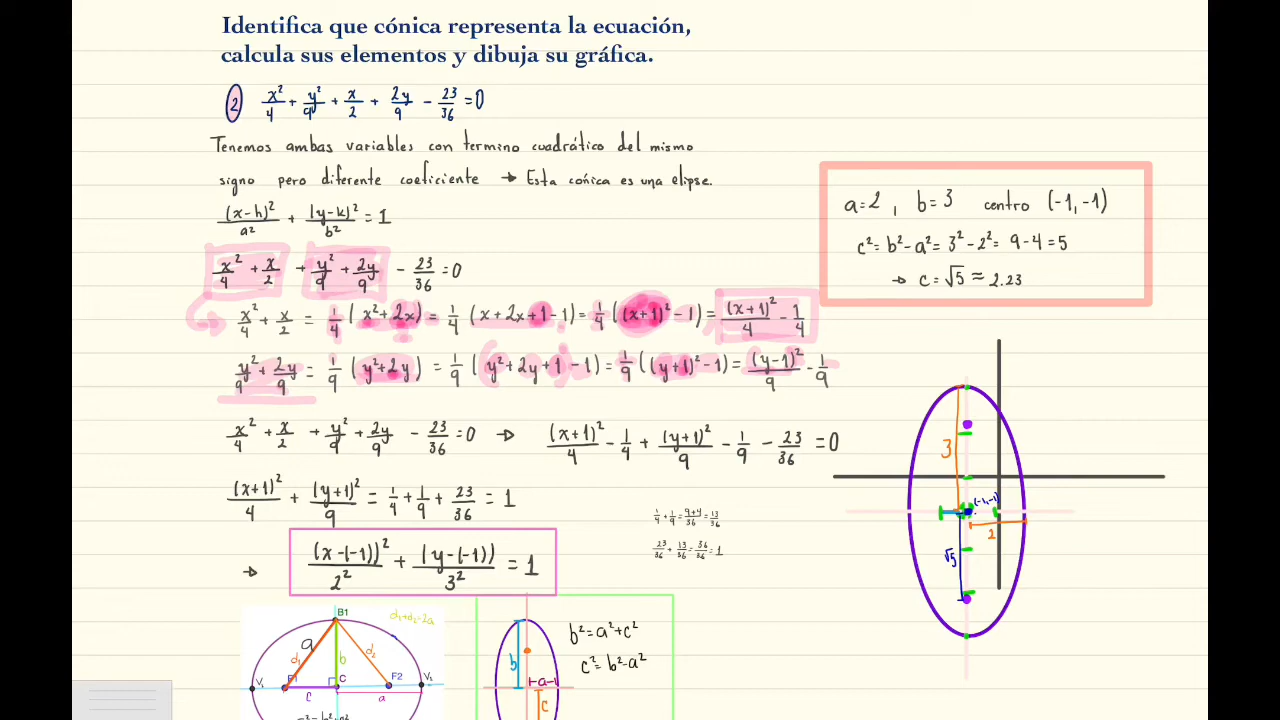 Identifica que cónica representa la ecuación,
calcula sus elementos y dibuja su gráfica.
2 x²/4 + y²/9 + x/2 + 2y/9 − 23/36 = 0
Tenemos ambas variables con termino cuadrático del mismo
signo pero diferente coeficiente → Esta cónica es una elipse.
(x−h)²/a² + (y−k)²/b² = 1
x²/4 + x/2 + y²/9 + 2y/9 − 23/36 = 0
x²/4 + x/2 = 1/4 (x² + 2x) = 1/4 (x + 2x + 1 − 1) = 1/4 ((x+1)² − 1) = (x+1)²/4 − 1/4
y²/9 + 2y/9 = 1/9 (y² + 2y) = 1/9 (y² + 2y + 1 − 1) = 1/9 ((y+1)² − 1) = (y−1)²/9 − 1/9
x²/4 + x/2 + y²/9 + 2y/9 − 23/36 = 0 → (x+1)²/4 − 1/4 + (y+1)²/9 − 1/9 − 23/36 = 0
(x+1)²/4 + (y+1)²/9 = 1/4 + 1/9 + 23/36 = 1
1/4 + 1/9 = 9+4/36 = 13/36
23/36 + 13/36 = 36/36 = 1
→ (x−(−1))²/2² + (y−(−1))/3² = 1
a = 2, b = 3 centro (−1, −1)
c² = b² − a² = 3² − 2² = 9 − 4 = 5
→ c = √5 ≈ 2.23
3
(−1,−1)
2
√5
B1
d1+d2=2a
a
d1
b
d2
V1
F1
C
F2
V2
c
a
b² = a² + c²
c² = b² − a²
b
a
c